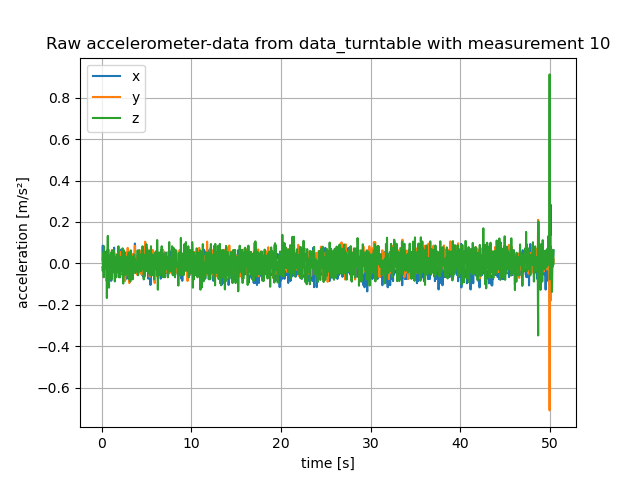 Raw accelerometer-data from data_turntable with measurement 10
x
y
z
0.8
0.6
0.4
0.2
0.0
−0.2
−0.4
−0.6
acceleration [m/s²]
0 10 20 30 40 50
time [s]